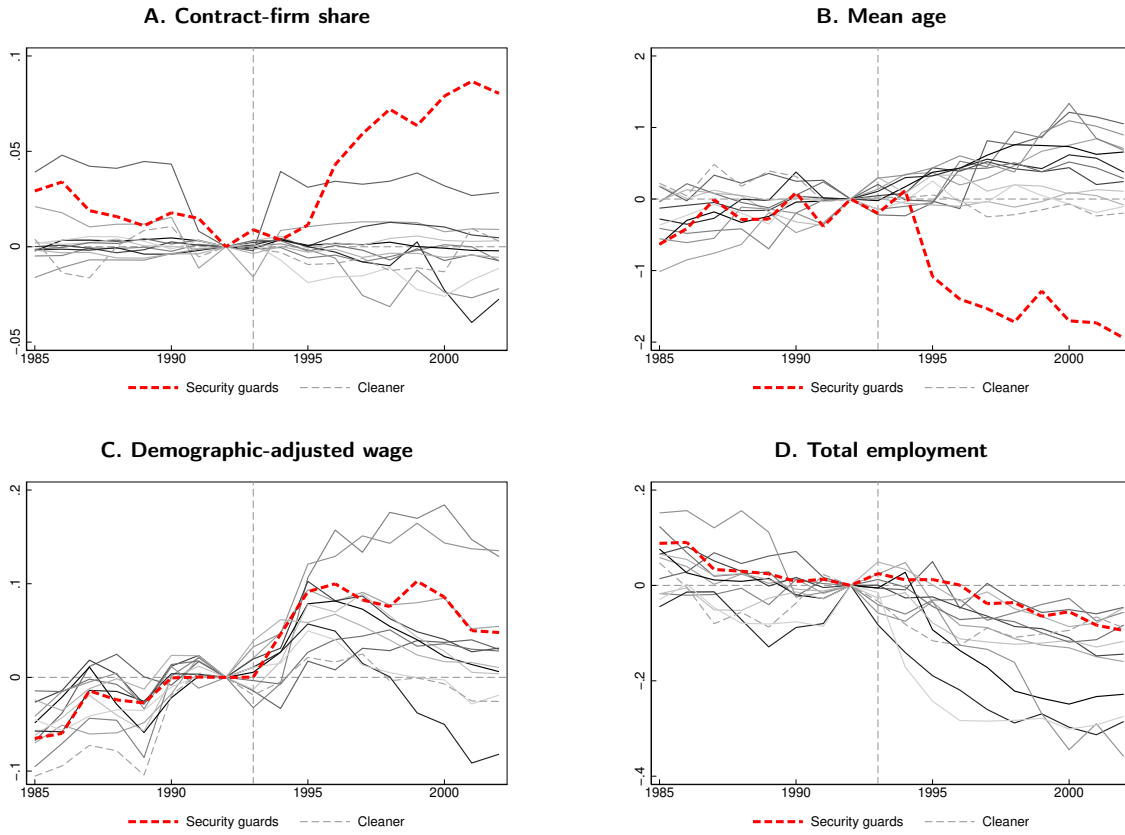 A. Contract-firm share
.1
.05
0
-.05
1985 1990 1995 2000
Security guards Cleaner
B. Mean age
2
1
0
-1
-2
1985 1990 1995 2000
Security guards Cleaner
C. Demographic-adjusted wage
.2
.1
0
-.1
1985 1990 1995 2000
Security guards Cleaner
D. Total employment
.2
0
-.2
-.4
1985 1990 1995 2000
Security guards Cleaner